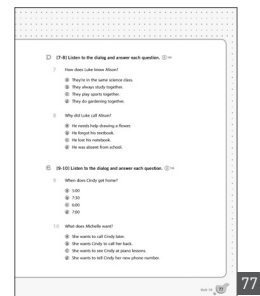 D [7-8] Listen to the dialog and answer each question.
7 How does Luke know Alison?
Ⓐ They're in the same science class.
Ⓑ They always study together.
Ⓒ They play sports together.
Ⓓ They do gardening together.
8 Why did Luke call Alison?
Ⓐ He needs help drawing a flower.
Ⓑ He forgot his textbook.
Ⓒ He lost his notebook.
Ⓓ He was absent from school.
E [9-10] Listen to the dialog and answer each question.
9 When does Cindy get home?
Ⓐ 5:00
Ⓑ 7:30
Ⓒ 6:00
Ⓓ 7:00
10 What does Michelle want?
Ⓐ She wants to call Cindy later.
Ⓑ She wants Cindy to call her back.
Ⓒ She wants to see Cindy at piano lessons.
Ⓓ She wants to tell Cindy her new phone number.
77